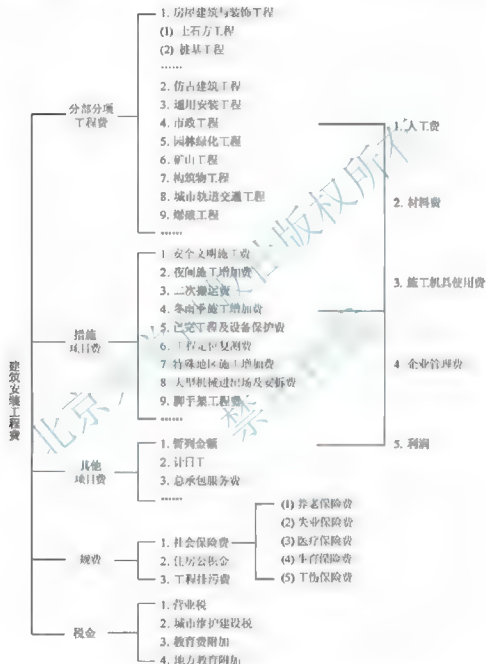 建筑安装工程费
分部分项
工程费
1. 房屋建筑与装饰工程
(1) 土石方工程
(2) 桩基工程
……
2. 仿古建筑工程
3. 通用安装工程
4. 市政工程
5. 园林绿化工程
6. 矿山工程
7. 构筑物工程
8. 城市轨道交通工程
9. 爆破工程
……
措施
项目费
1 安全文明施工费
2. 夜间施工增加费
3. 二次搬运费
4. 冬雨季施工增加费
5. 已完工程及设备保护费
6. 工程定位复测费
7 特殊地区施工增加费
8 大型机械进出场及安拆费
9. 脚手架工程费
……
其他
项目费
1. 暂列金额
2. 计日工
3. 总承包服务费
……
规费
1. 社会保险费
2. 住房公积金
3. 工程排污费
(1) 养老保险费
(2) 失业保险费
(3) 医疗保险费
(4) 生育保险费
(5) 工伤保险费
税金
1. 营业税
2. 城市维护建设税
3. 教育费附加
4. 地方教育附加
1. 人工费
2. 材料费
3. 施工机具使用费
4 企业管理费
5. 利润